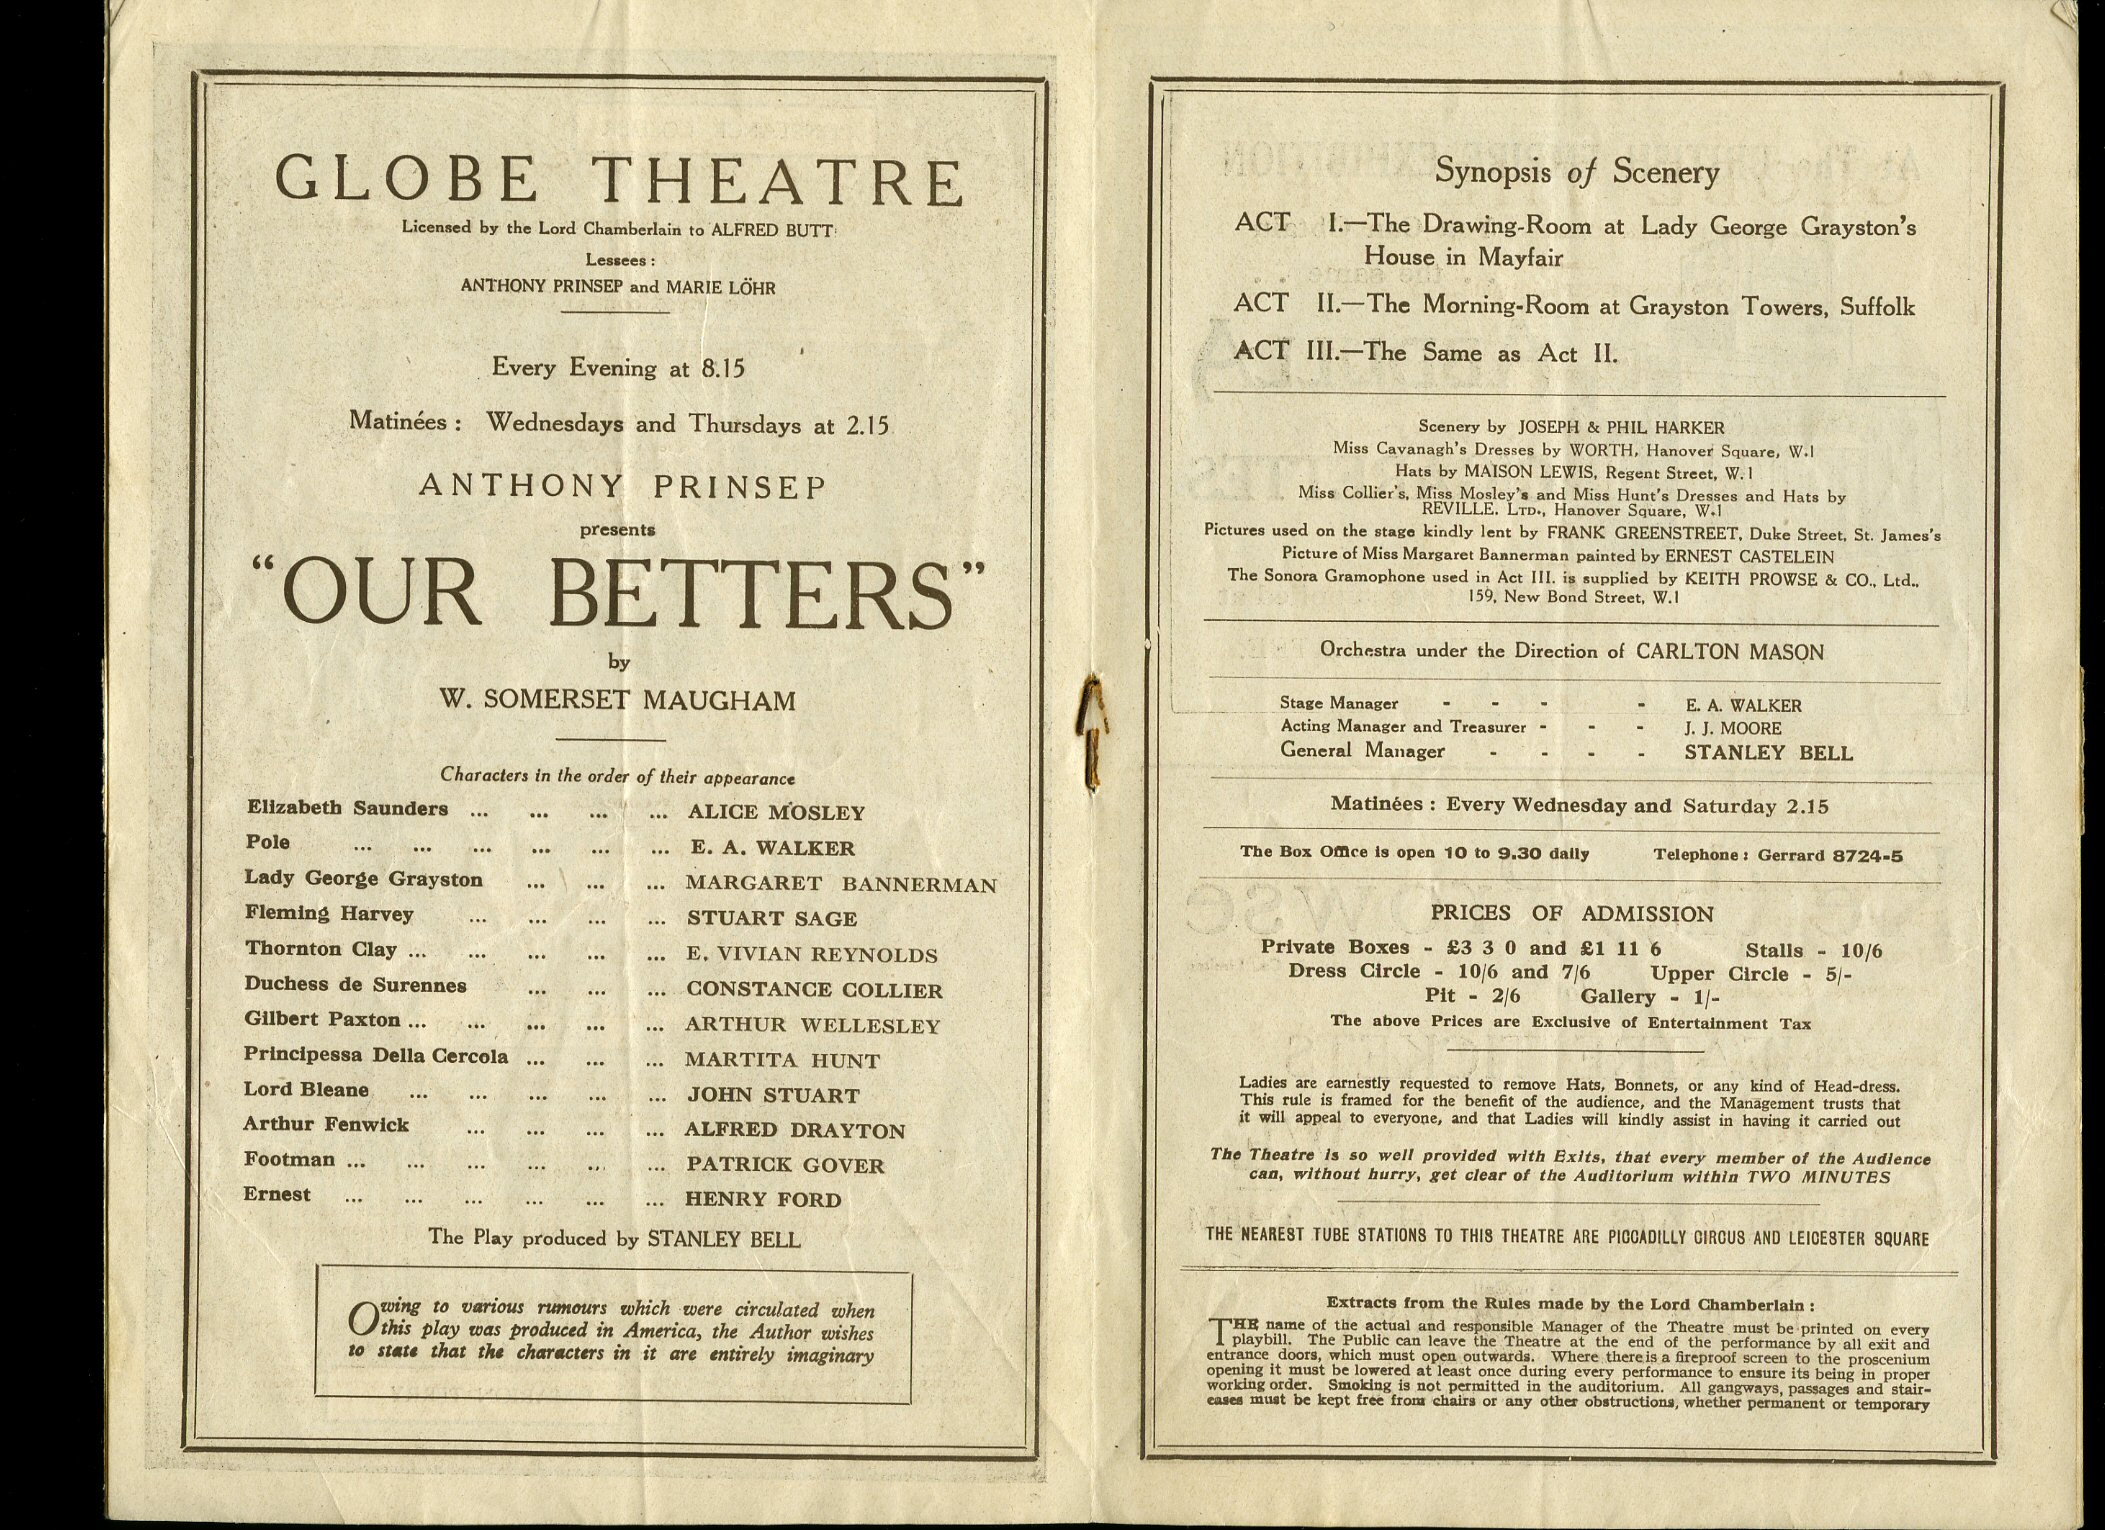 GLOBE THEATRE
Licensed by the Lord Chamberlain to ALFRED BUTT
Lessees :
ANTHONY PRINSEP and MARIE LÖHR
Every Evening at 8.15
Matinées : Wednesdays and Thursdays at 2.15
ANTHONY PRINSEP
presents
“OUR BETTERS”
by
W. SOMERSET MAUGHAM
Characters in the order of their appearance
Elizabeth Saunders ... ... ... ... ALICE MOSLEY
Pole ... ... ... ... ... ... E. A. WALKER
Lady George Grayston ... ... ... MARGARET BANNERMAN
Fleming Harvey ... ... ... ... STUART SAGE
Thornton Clay ... ... ... ... ... E. VIVIAN REYNOLDS
Duchess de Surennes ... ... ... CONSTANCE COLLIER
Gilbert Paxton ... ... ... ... ... ARTHUR WELLESLEY
Principessa Della Cercola ... ... ... MARTITA HUNT
Lord Bleane ... ... ... ... ... JOHN STUART
Arthur Fenwick ... ... ... ... ALFRED DRAYTON
Footman ... ... ... ... ... ... PATRICK GOVER
Ernest ... ... ... ... ... ... HENRY FORD
The Play produced by STANLEY BELL
Owing to various rumours which were circulated when
this play was produced in America, the Author wishes
to state that the characters in it are entirely imaginary
Synopsis of Scenery
ACT I.—The Drawing-Room at Lady George Grayston's
House in Mayfair
ACT II.—The Morning-Room at Grayston Towers, Suffolk
ACT III.—The Same as Act II.
Scenery by JOSEPH & PHIL HARKER
Miss Cavanagh's Dresses by WORTH, Hanover Square, W.1
Hats by MAISON LEWIS, Regent Street, W.1
Miss Collier's, Miss Mosley's and Miss Hunt's Dresses and Hats by
REVILLE. LTD., Hanover Square, W.1
Pictures used on the stage kindly lent by FRANK GREENSTREET, Duke Street, St. James's
Picture of Miss Margaret Bannerman painted by ERNEST CASTELEIN
The Sonora Gramophone used in Act III. is supplied by KEITH PROWSE & CO., Ltd.,
159, New Bond Street, W.1
Orchestra under the Direction of CARLTON MASON
Stage Manager - - - - E. A. WALKER
Acting Manager and Treasurer - - - J. J. MOORE
General Manager - - - - STANLEY BELL
Matinées : Every Wednesday and Saturday 2.15
The Box Office is open 10 to 9.30 daily Telephone : Gerrard 8724-5
PRICES OF ADMISSION
Private Boxes - £3 3 0 and £1 11 6 Stalls - 10/6
Dress Circle - 10/6 and 7/6 Upper Circle - 5/-
Pit - 2/6 Gallery - 1/-
The above Prices are Exclusive of Entertainment Tax
Ladies are earnestly requested to remove Hats, Bonnets, or any kind of Head-dress.
This rule is framed for the benefit of the audience, and the Management trusts that
it will appeal to everyone, and that Ladies will kindly assist in having it carried out
The Theatre is so well provided with Exits, that every member of the Audience
can, without hurry, get clear of the Auditorium within TWO MINUTES
THE NEAREST TUBE STATIONS TO THIS THEATRE ARE PICCADILLY CIRCUS AND LEICESTER SQUARE
Extracts from the Rules made by the Lord Chamberlain :
THE name of the actual and responsible Manager of the Theatre must be printed on every
playbill. The Public can leave the Theatre at the end of the performance by all exit and
entrance doors, which must open outwards. Where there is a fireproof screen to the proscenium
opening it must be lowered at least once during every performance to ensure its being in proper
working order. Smoking is not permitted in the auditorium. All gangways, passages and stair-
cases must be kept free from chairs or any other obstructions, whether permanent or temporary